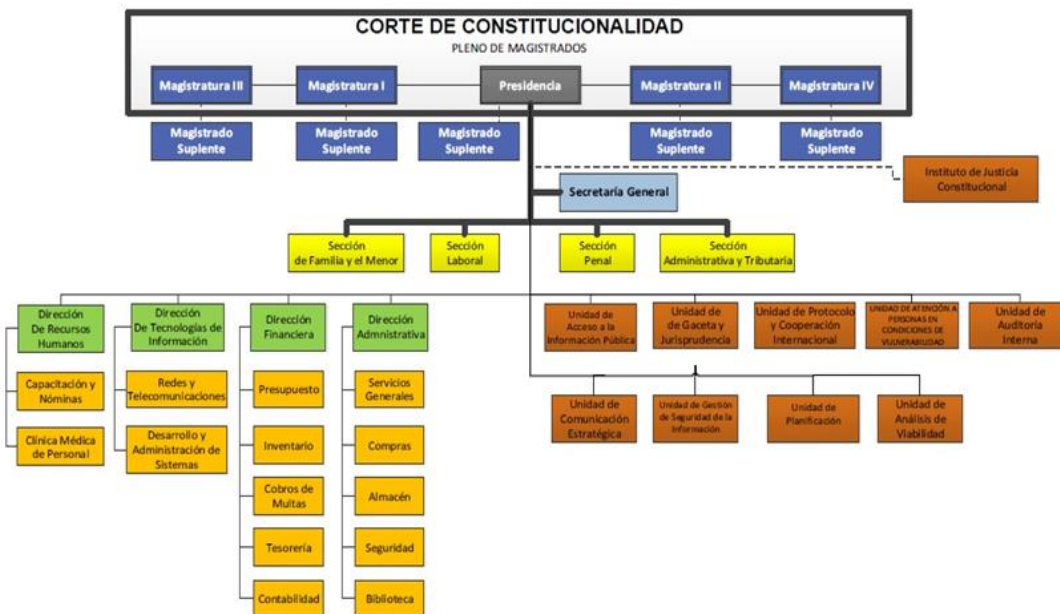 CORTE DE CONSTITUCIONALIDAD
PLENO DE MAGISTRADOS
Magistratura III
Magistratura I
Presidencia
Magistratura II
Magistratura IV
Magistrado
Suplente
Magistrado
Suplente
Magistrado
Suplente
Magistrado
Suplente
Magistrado
Suplente
Instituto de Justicia
Constitucional
Secretaría General
Sección
de Familia y el Menor
Sección
Laboral
Sección
Penal
Sección
Administrativa y Tributaria
Dirección
De Recursos
Humanos
Dirección
De Tecnologías de
Información
Dirección
Financiera
Dirección
Admnistrativa
Unidad de
Acceso a la
Información Pública
Unidad de
de Gaceta y
Jurisprudencia
Unidad de Protocolo
y Cooperación
Internacional
UNIDAD DE ATENCIÓN A
PERSONAS EN
CONDICIONES DE
VULNERABILIDAD
Unidad de
Auditoría
Interna
Capacitación y
Nóminas
Redes y
Telecomunicaciones
Presupuesto
Servicios
Generales
Unidad de
Comunicación
Estratégica
Unidad de Gestión
de Seguridad de la
Información
Unidad de
Planificación
Unidad de
Análisis de
Viabilidad
Clínica Médica
de Personal
Desarrollo y
Administración de
Sistemas
Inventario
Compras
Cobros de
Multas
Almacén
Tesorería
Seguridad
Contabilidad
Biblioteca